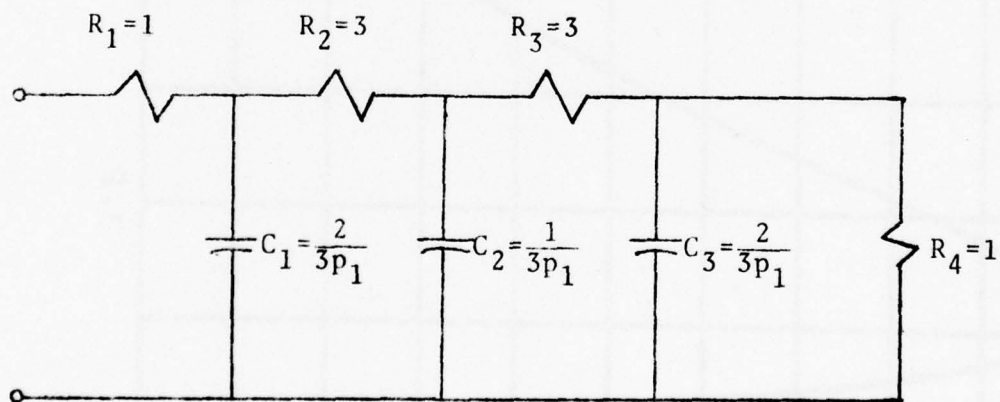 R₁=1
R₂=3
R₃=3
C₁=2/3p₁
C₂=1/3p₁
C₃=2/3p₁
R₄=1